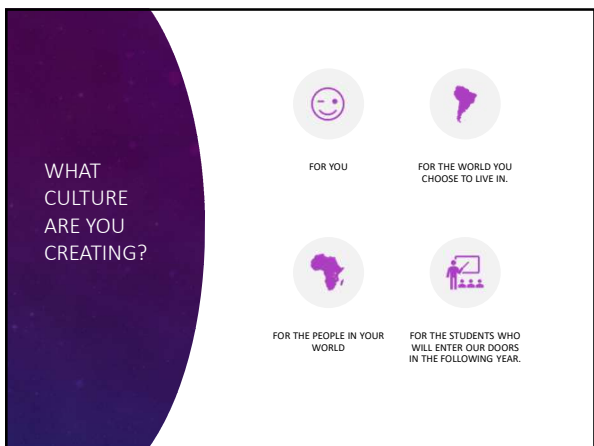 WHAT
CULTURE
ARE YOU
CREATING?
FOR YOU
FOR THE WORLD YOU
CHOOSE TO LIVE IN.
FOR THE PEOPLE IN YOUR
WORLD
FOR THE STUDENTS WHO
WILL ENTER OUR DOORS
IN THE FOLLOWING YEAR.